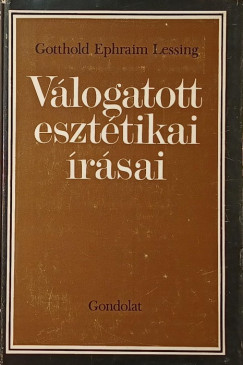 Gotthold Ephraim Lessing
Válogatott
esztétikai
írásai
Gondolat